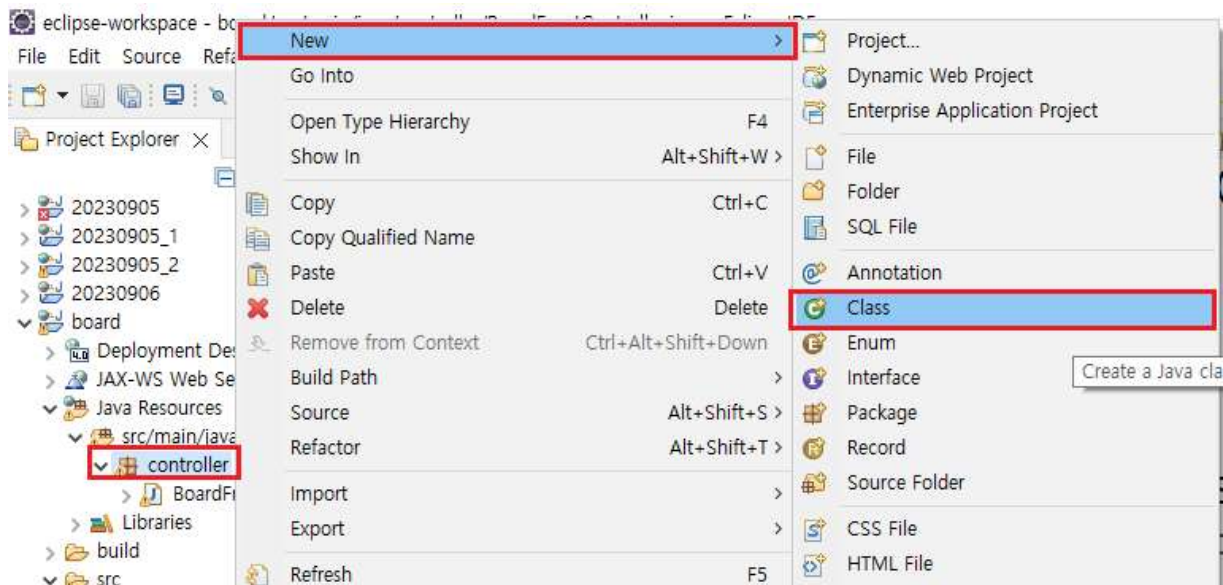 eclipse-workspace - bo
File Edit Source Refa
Project Explorer
20230905
20230905_1
20230905_2
20230906
board
Deployment Des
JAX-WS Web Se
Java Resources
src/main/java
controller
BoardFr
Libraries
build
src
New
Go Into
Open Type Hierarchy F4
Show In Alt+Shift+W >
Copy Ctrl+C
Copy Qualified Name
Paste Ctrl+V
Delete Delete
Remove from Context Ctrl+Alt+Shift+Down
Build Path
Source Alt+Shift+S >
Refactor Alt+Shift+T >
Import
Export
Refresh F5
Project...
Dynamic Web Project
Enterprise Application Project
File
Folder
SQL File
Annotation
Class
Enum
Interface
Create a Java cla
Package
Record
Source Folder
CSS File
HTML File